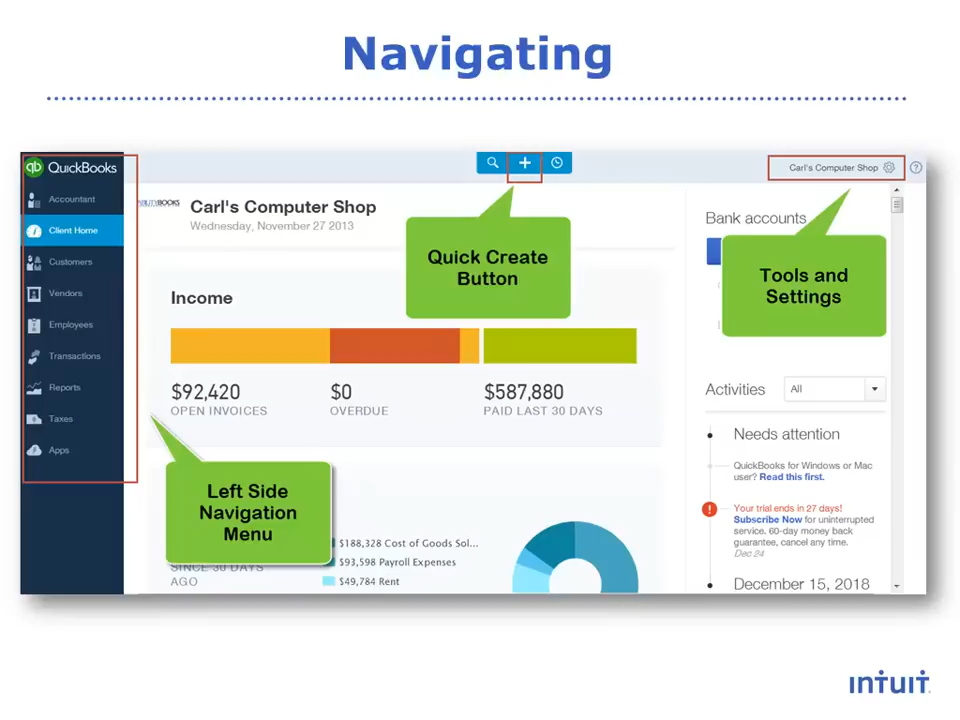 Navigating
QuickBooks
Carl's Computer Shop
Accountant
Client Home
Customers
Vendors
Employees
Transactions
Reports
Taxes
Apps
Carl's Computer Shop
Wednesday, November 27 2013
Quick Create
Button
Income
$92,420
OPEN INVOICES
$0
OVERDUE
$587,880
PAID LAST 30 DAYS
Left Side
Navigation
Menu
SINCE 30 DAYS
AGO
$188,328 Cost of Goods Sol...
$93,598 Payroll Expenses
$49,784 Rent
Bank accounts
Tools and
Settings
Activities
All
Needs attention
QuickBooks for Windows or Mac
user? Read this first.
Your trial ends in 27 days!
Subscribe Now for uninterrupted
service. 60-day money back
guarantee, cancel any time.
Dec 24
December 15, 2018
intuit